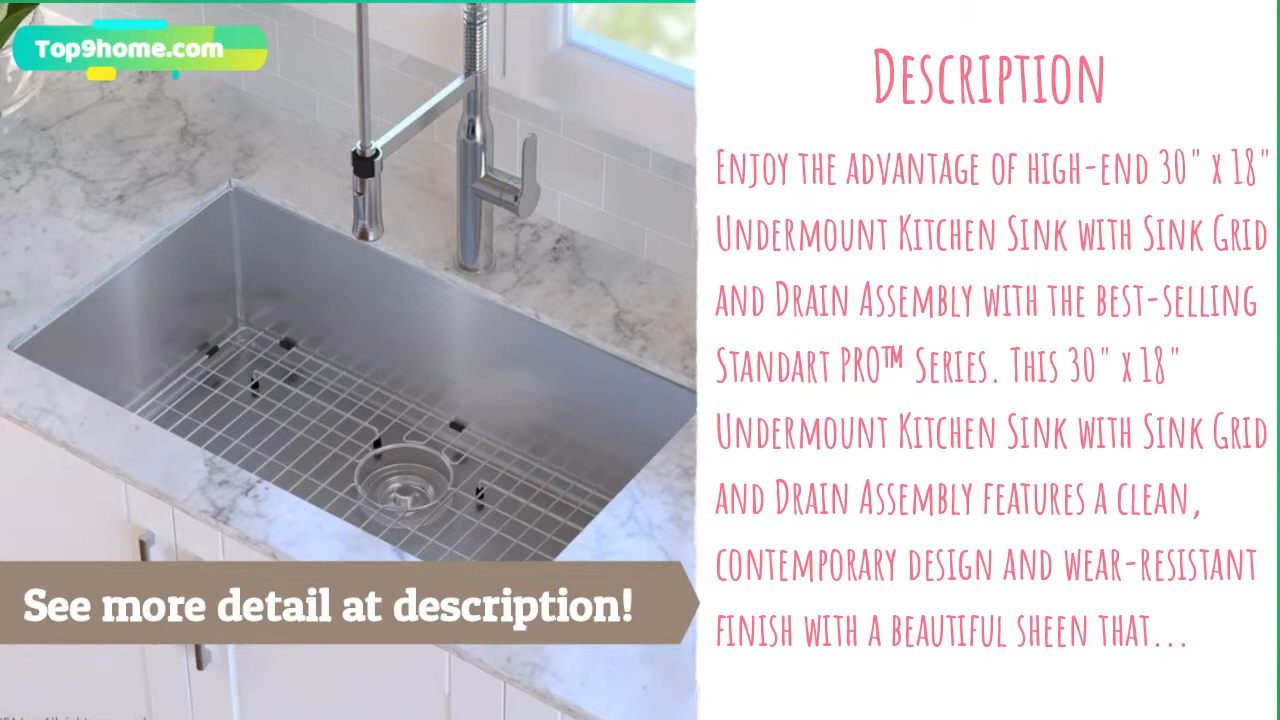 Top9home.com
Description
Enjoy the advantage of high-end 30" x 18"
Undermount Kitchen Sink with Sink Grid
and Drain Assembly with the best-selling
Standart PRO™ Series. This 30" x 18"
Undermount Kitchen Sink with Sink Grid
and Drain Assembly features a clean,
contemporary design and wear-resistant
finish with a beautiful sheen that...
See more detail at description!